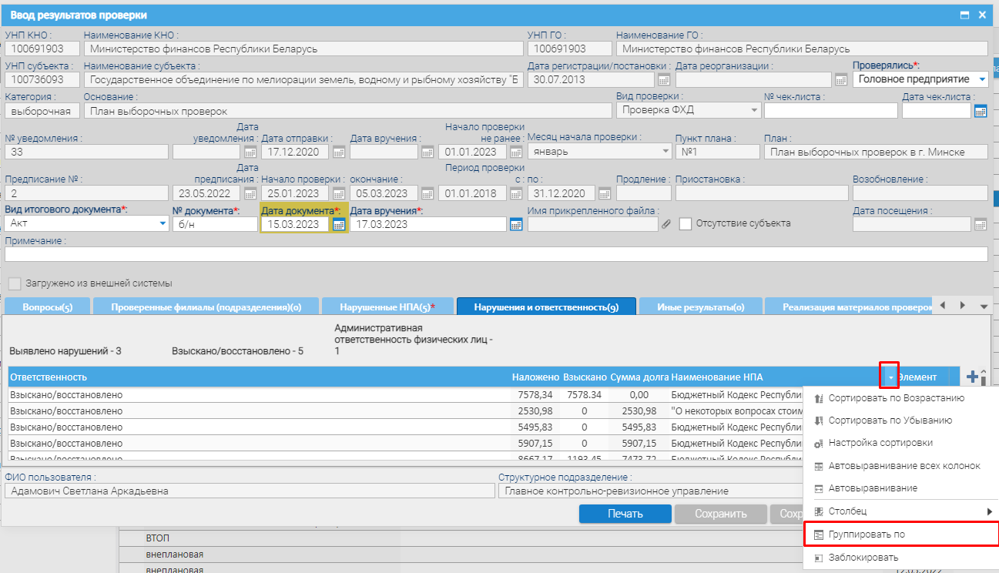 Ввод результатов проверки
УНП КНО : Наименование КНО : УНП ГО : Наименование ГО :
100691903 Министерство финансов Республики Беларусь 100691903 Министерство финансов Республики Беларусь
УНП субъекта : Наименование субъекта : Дата регистрации/постановки : Дата реорганизации : Проверялись*:
100736093 Государственное объединение по мелиорации земель, водному и рыбному хозяйству "Б 30.07.2013 Головное предприятие
Категория : Основание : Вид проверки : № чек-листа : Дата чек-листа :
выборочная План выборочных проверок Проверка ФХД
№ уведомления : Дата уведомления : Дата отправки : Дата вручения : Начало проверки не ранее : Месяц начала проверки : Пункт плана : План :
33 17.12.2020 01.01.2023 январь №1 План выборочных проверок в г. Минске
Предписание № : Дата предписания : Начало проверки : окончание : Период проверки с : по : Продление : Приостановка : Возобновление :
2 23.05.2022 25.01.2023 05.03.2023 01.01.2018 31.12.2020
Вид итогового документа*: № документа*: Дата документа*: Дата вручения*: Имя прикрепленного файла : Дата посещения :
Акт б/н 15.03.2023 17.03.2023 Отсутствие субъекта
Примечание :
Загружено из внешней системы
Вопросы(5) Проверенные филиалы (подразделения)(0) Нарушенные НПА(5)* Нарушения и ответственность(9) Иные результаты(0) Реализация материалов проверок
Административная
ответственность физических лиц -
Выявлено нарушений - 3 Взыскано/восстановлено - 5 1
Ответственность Наложено Взыскано Сумма долга Наименование НПА Элемент
Взыскано/восстановлено 7578,34 7578.34 0,00 Бюджетный Кодекс Республи
Взыскано/восстановлено 2530,98 0 2530,98 "О некоторых вопросах стоим
Взыскано/восстановлено 5495,83 0 5495,83 Бюджетный Кодекс Республи
Взыскано/восстановлено 5907,15 0 5907,15 Бюджетный Кодекс Республи
Взыскано/восстановлено 8667,17 1193.45 7473,72 Бюджетный Кодекс Республи
Сортировать по Возрастанию
Сортировать по Убыванию
Настройка сортировки
Автовыравнивание всех колонок
Автовыравнивание
Столбец
Группировать по
Заблокировать
ФИО пользователя : Структурное подразделение :
Адамович Светлана Аркадьевна Главное контрольно-ревизионное управление
Печать Сохранить Сохр
ВТОП
внеплановая
внеплановая 12.05.2022